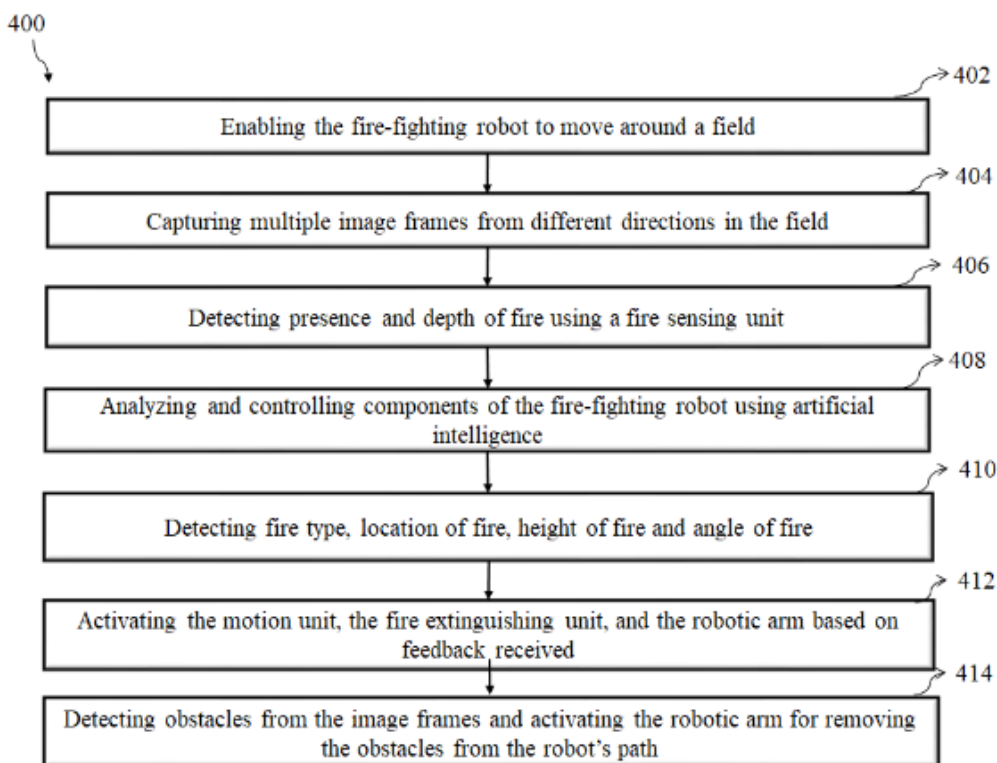 400
402
Enabling the fire-fighting robot to move around a field
404
Capturing multiple image frames from different directions in the field
406
Detecting presence and depth of fire using a fire sensing unit
408
Analyzing and controlling components of the fire-fighting robot using artificial
intelligence
410
Detecting fire type, location of fire, height of fire and angle of fire
412
Activating the motion unit, the fire extinguishing unit, and the robotic arm based on
feedback received
414
Detecting obstacles from the image frames and activating the robotic arm for removing
the obstacles from the robot's path